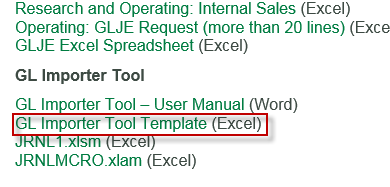 Research and Operating: Internal Sales (Excel)
Operating: GLJE Request (more than 20 lines) (Exce
GLJE Excel Spreadsheet (Excel)
GL Importer Tool
GL Importer Tool – User Manual (Word)
GL Importer Tool Template (Excel)
JRNL1.xlsm (Excel)
JRNLMCRO.xlam (Excel)